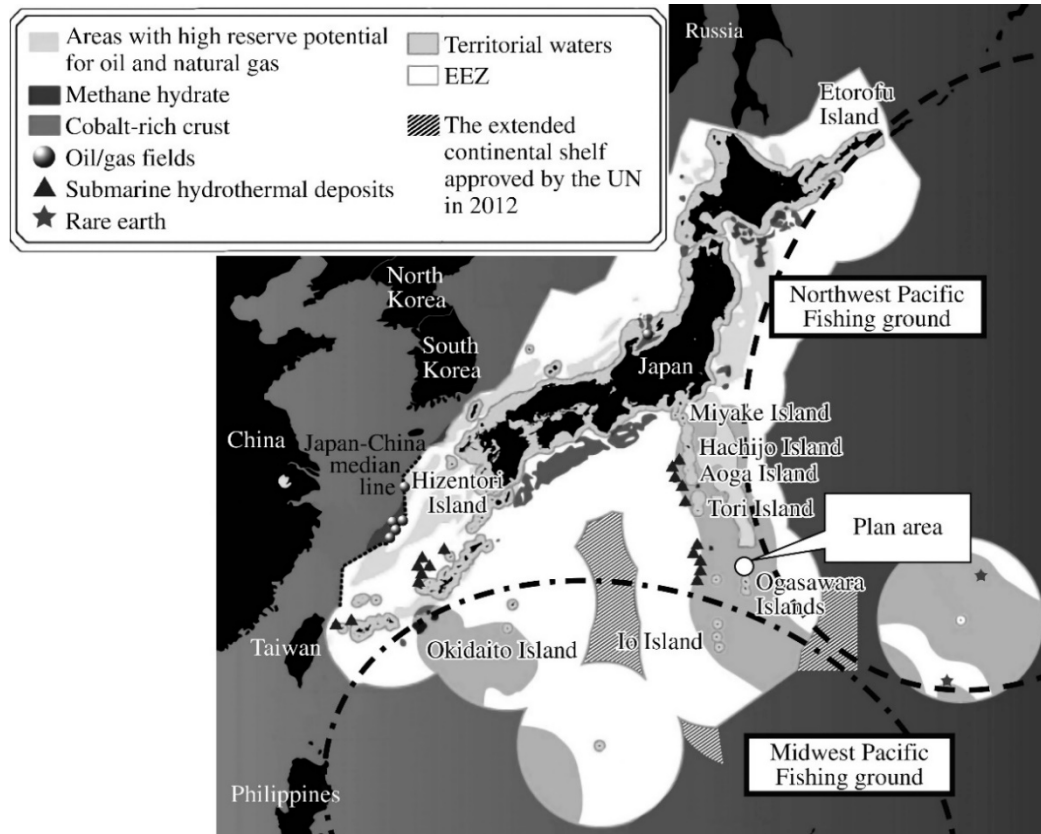 Areas with high reserve potential
for oil and natural gas
Methane hydrate
Cobalt-rich crust
Oil/gas fields
Submarine hydrothermal deposits
Rare earth
Territorial waters
EEZ
The extended
continental shelf
approved by the UN
in 2012
Russia
Etorofu
Island
North
Korea
South
Korea
Japan
Northwest Pacific
Fishing ground
China
Japan-China
median
line
Hizentori
Island
Miyake Island
Hachijo Island
Aoga Island
Tori Island
Plan area
Ogasawara
Islands
Taiwan
Okidaito Island
Io Island
Midwest Pacific
Fishing ground
Philippines